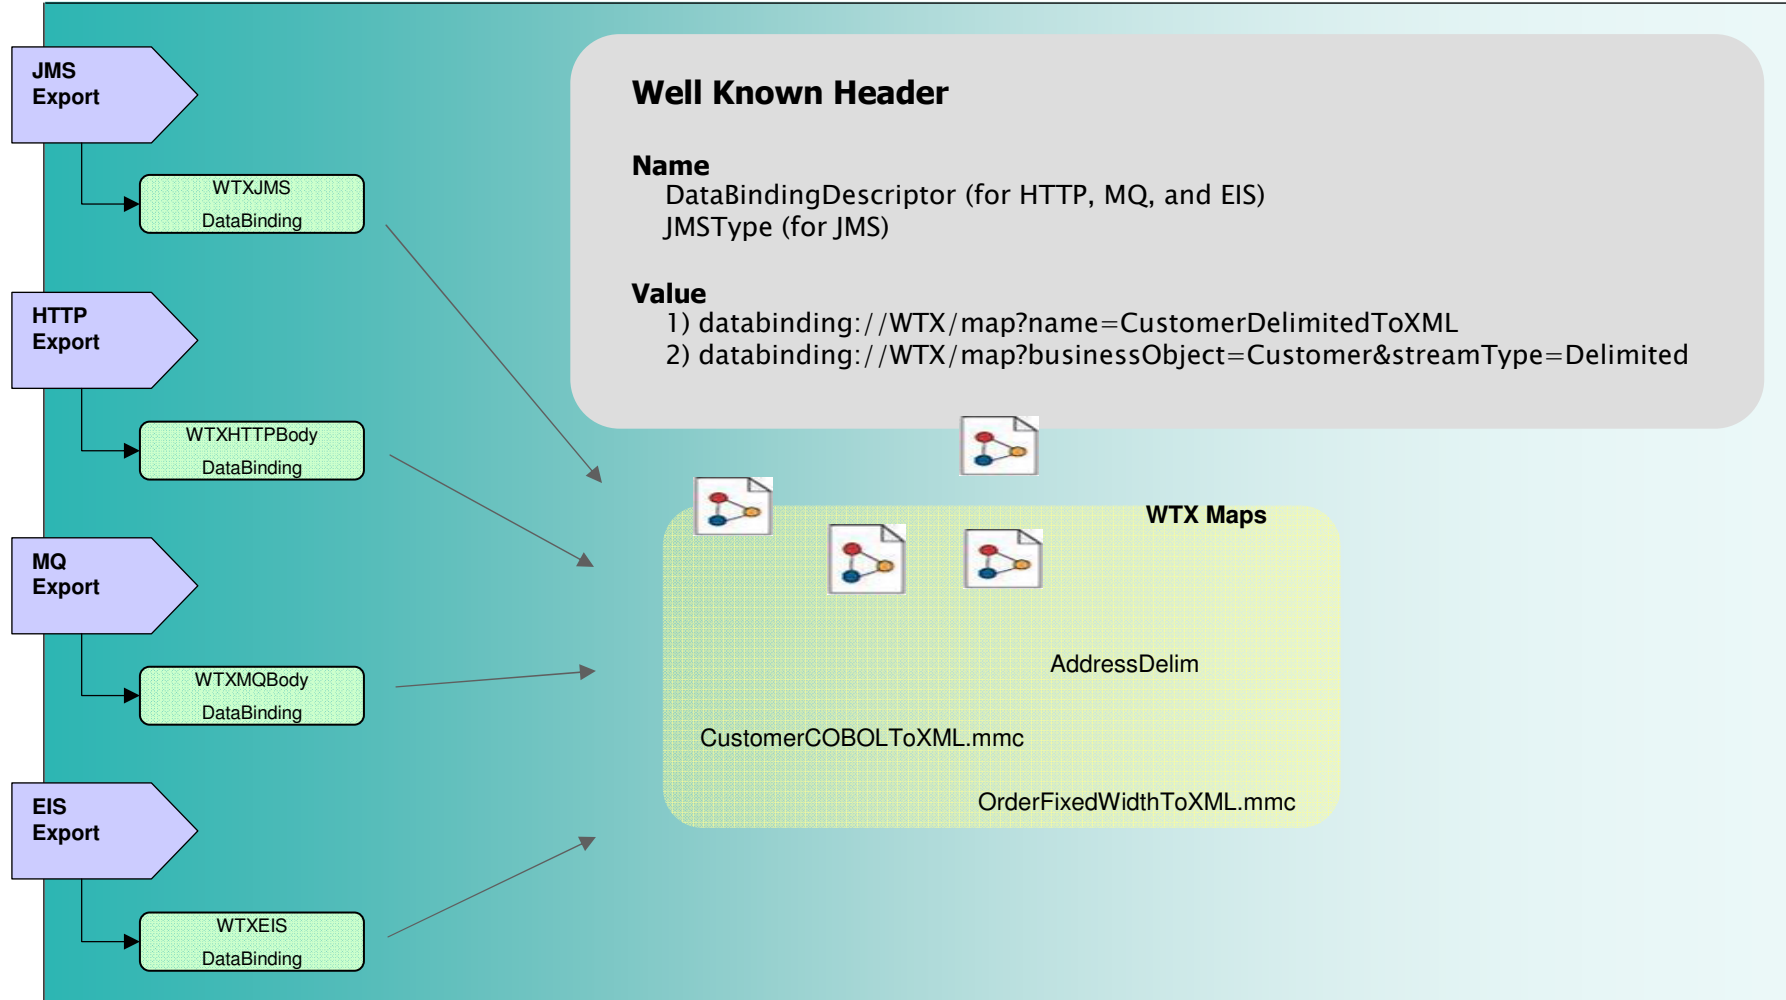 JMS
Export
WTXJMS
DataBinding
HTTP
Export
WTXHTTPBody
DataBinding
MQ
Export
WTXMQBody
DataBinding
EIS
Export
WTXEIS
DataBinding
Well Known Header
Name
DataBindingDescriptor (for HTTP, MQ, and EIS)
JMSType (for JMS)
Value
1) databinding://WTX/map?name=CustomerDelimitedToXML
2) databinding://WTX/map?businessObject=Customer&streamType=Delimited
WTX Maps
AddressDelim
CustomerCOBOLToXML.mmc
OrderFixedWidthToXML.mmc